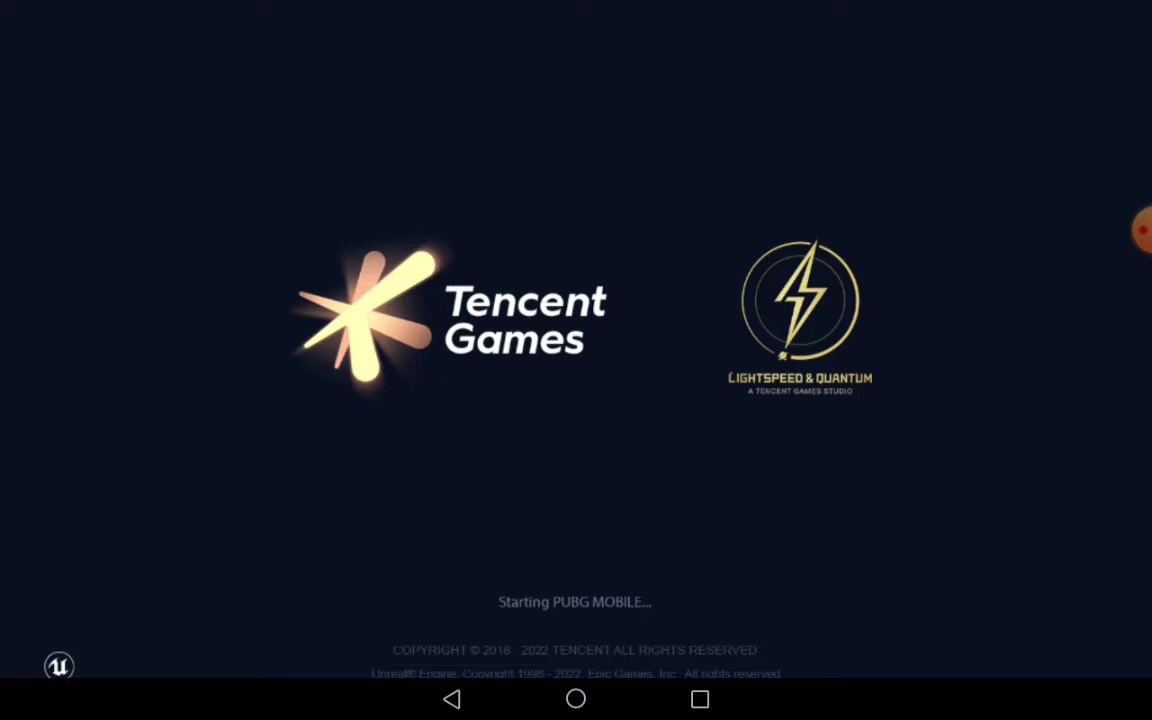 Tencent
Games
LIGHTSPEED & QUANTUM
A TENCENT GAMES STUDIO
Starting PUBG MOBILE...
COPYRIGHT © 2018 - 2022 TENCENT ALL RIGHTS RESERVED
Unreal® Engine, Copyright 1998 - 2022, Epic Games, Inc. All rights reserved